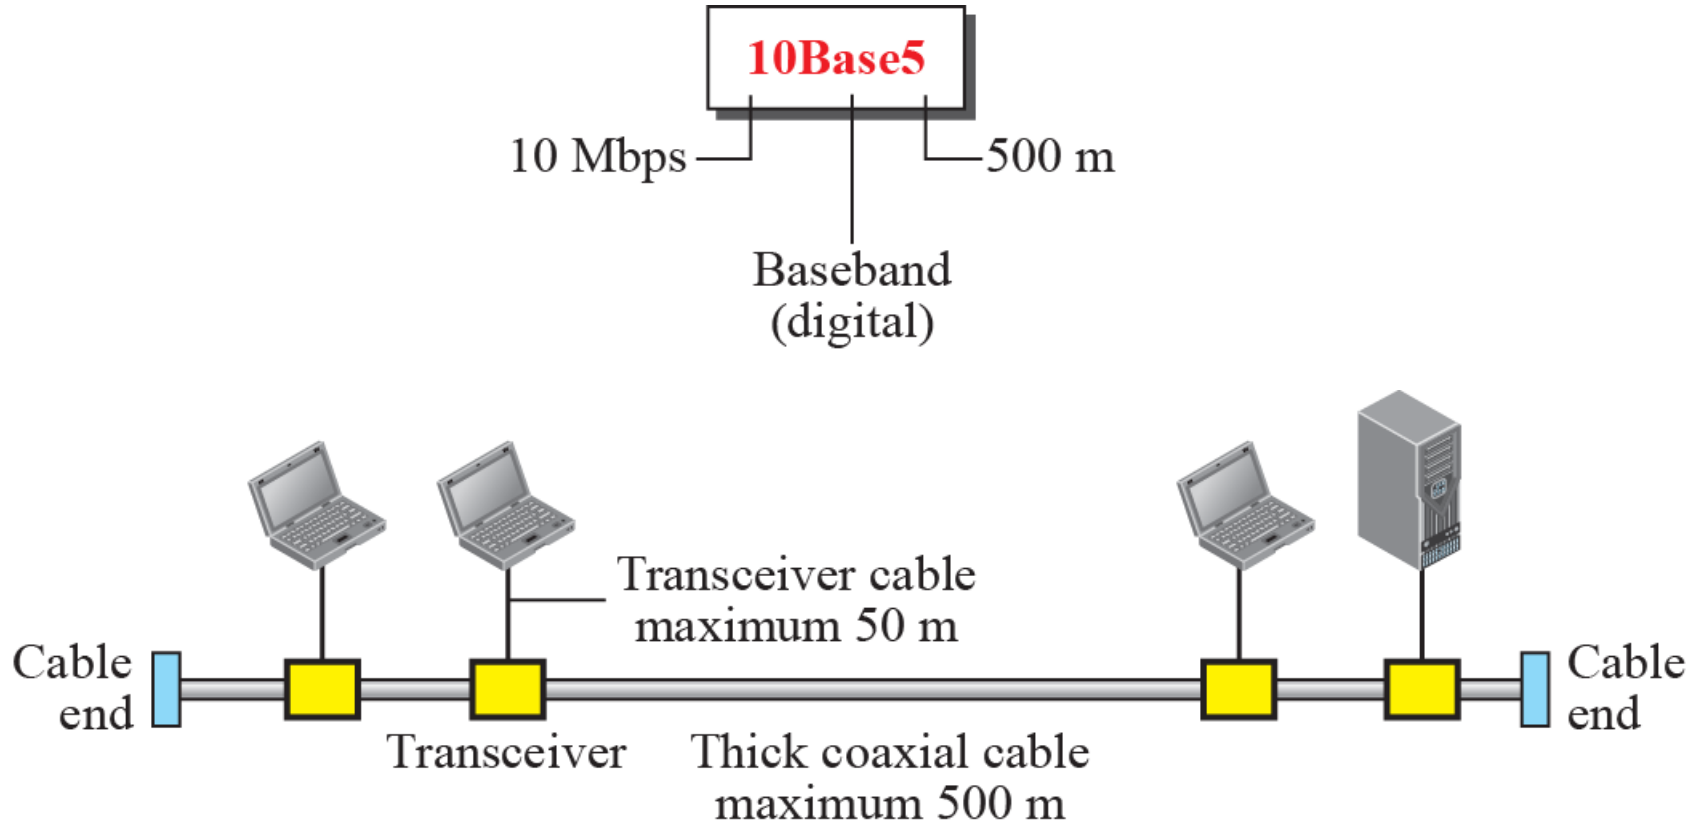 10Base5
10 Mbps
500 m
Baseband
(digital)
Transceiver cable
maximum 50 m
Cable
end
Cable
end
Transceiver
Thick coaxial cable
maximum 500 m